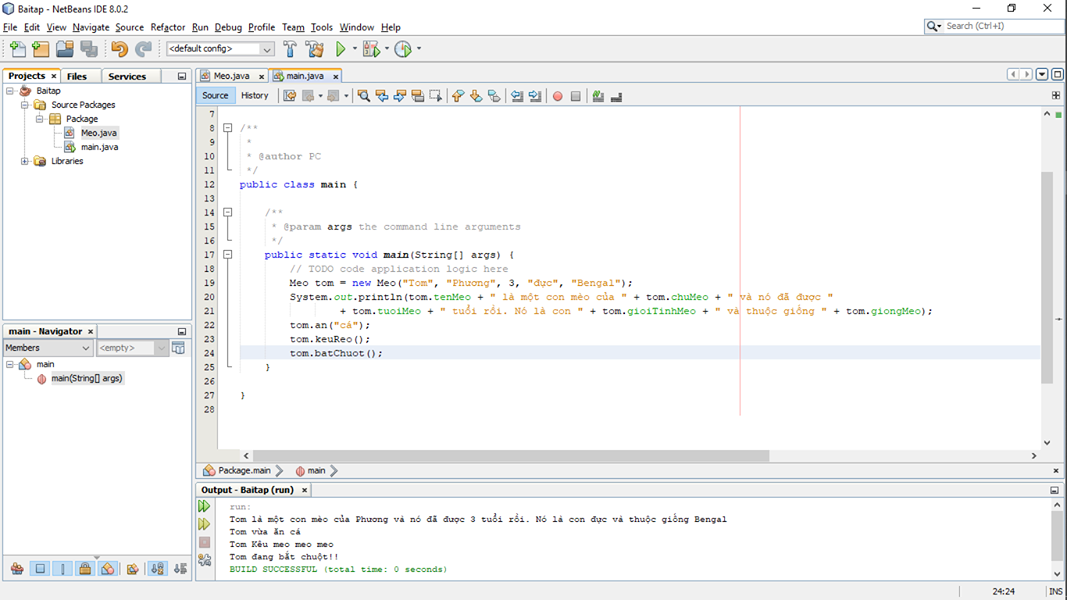 Baitap - NetBeans IDE 8.0.2
File Edit View Navigate Source Refactor Run Debug Profile Team Tools Window Help
Search (Ctrl+I)
<default config>
Projects Files Services
Meo.java main.java
Source History
Baitap
Source Packages
Package
Meo.java
main.java
Libraries
7
8 /**
9 *
10 * @author PC
11 */
12 public class main {
13
14 /**
15 * @param args the command line arguments
16 */
17 public static void main(String[] args) {
18 // TODO code application logic here
19 Meo tom = new Meo("Tom", "Phương", 3, "đực", "Bengal");
20 System.out.println(tom.tenMeo + " là một con mèo của " + tom.chuMeo + " và nó đã được "
21 + tom.tuoiMeo + " tuổi rồi. Nó là con " + tom.gioiTinhMeo + " và thuộc giống " + tom.giongMeo);
22 tom.an("cá");
23 tom.keuReo();
24 tom.batChuot();
25 }
26
27 }
28
main - Navigator
Members <empty>
main
main(String[] args)
Package.main main
Output - Baitap (run)
run:
Tom là một con mèo của Phương và nó đã được 3 tuổi rồi. Nó là con đực và thuộc giống Bengal
Tom vừa ăn cá
Tom Kêu meo meo meo
Tom đang bắt chuột!!
BUILD SUCCESSFUL (total time: 0 seconds)
24:24 INS